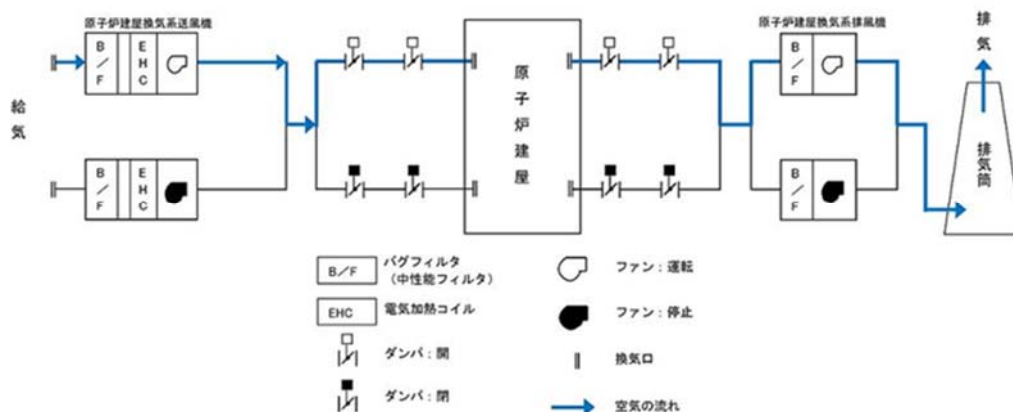 原子炉建屋換気系送風機
原子炉建屋換気系排風機
排気
B/F
EHC
B/F
給気
原子炉建屋
排気筒
B/F
EHC
B/F
B/F
バグフィルタ
(中性能フィルタ)
ファン:運転
EHC
電気加熱コイル
ファン:停止
ダンパ:開
換気口
ダンパ:閉
空気の流れ